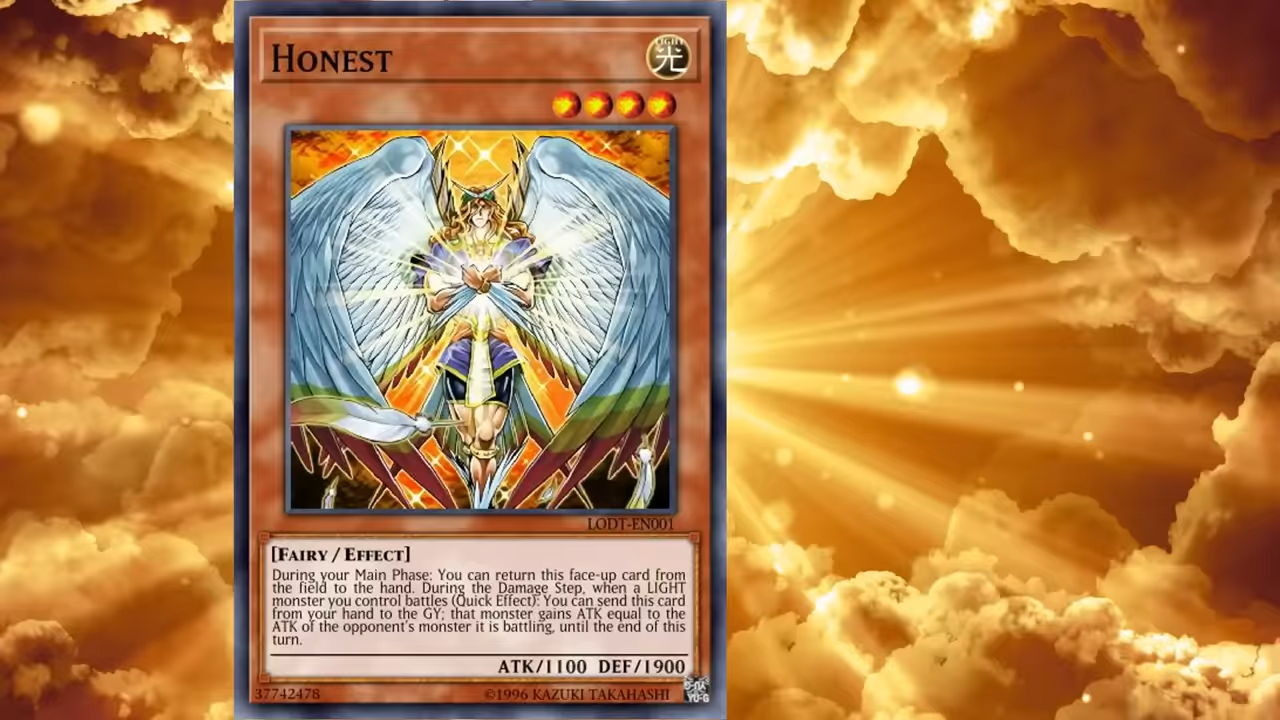 HONEST
LIGHT
光
LODT-EN001
[FAIRY / EFFECT]
During your Main Phase: You can return this face-up card from
the field to the hand. During the Damage Step, when a LIGHT
monster you control battles (Quick Effect): You can send this card
from your hand to the GY; that monster gains ATK equal to the
ATK of the opponent's monster it is battling, until the end of this
turn.
ATK/1100 DEF/1900
37742478 ©1996 KAZUKI TAKAHASHI